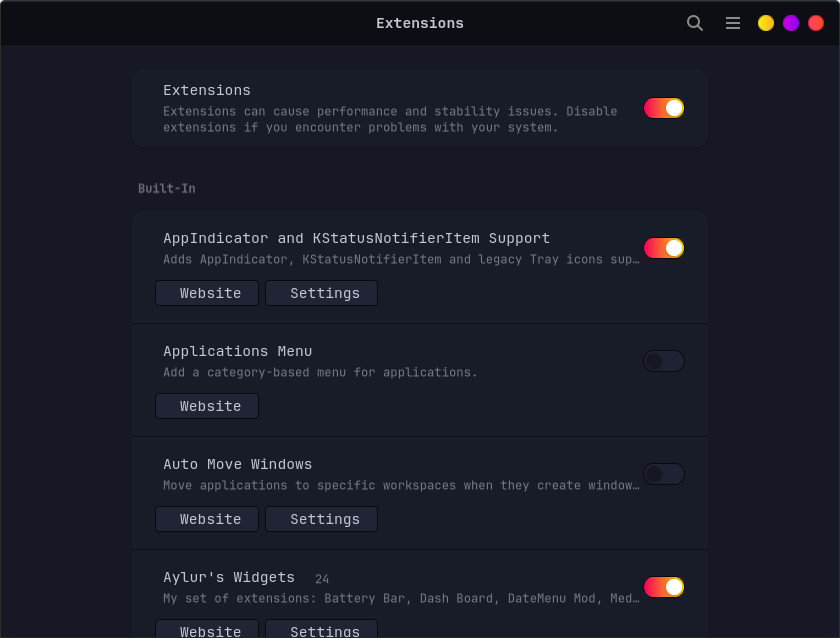 Extensions
Extensions
Extensions can cause performance and stability issues. Disable
extensions if you encounter problems with your system.
Built-In
AppIndicator and KStatusNotifierItem Support
Adds AppIndicator, KStatusNotifierItem and legacy Tray icons sup…
Website Settings
Applications Menu
Add a category-based menu for applications.
Website
Auto Move Windows
Move applications to specific workspaces when they create window…
Website Settings
Aylur's Widgets 24
My set of extensions: Battery Bar, Dash Board, DateMenu Mod, Med…
Website Settings